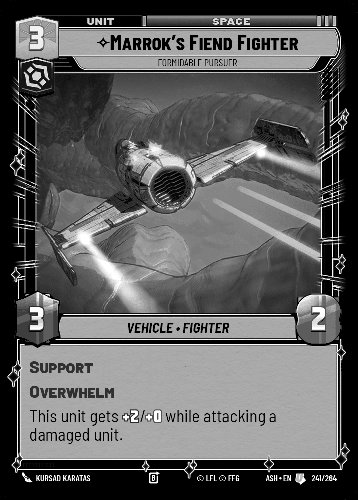 UNIT SPACE
3 Marrok's Fiend Fighter
FORMIDABLE PURSUER
3 2
VEHICLE • FIGHTER
SUPPORT
OVERWHELM
This unit gets +2/+0 while attacking a
damaged unit.
KURSAD KARATAS © LFL © FFG ASH • EN 241/264